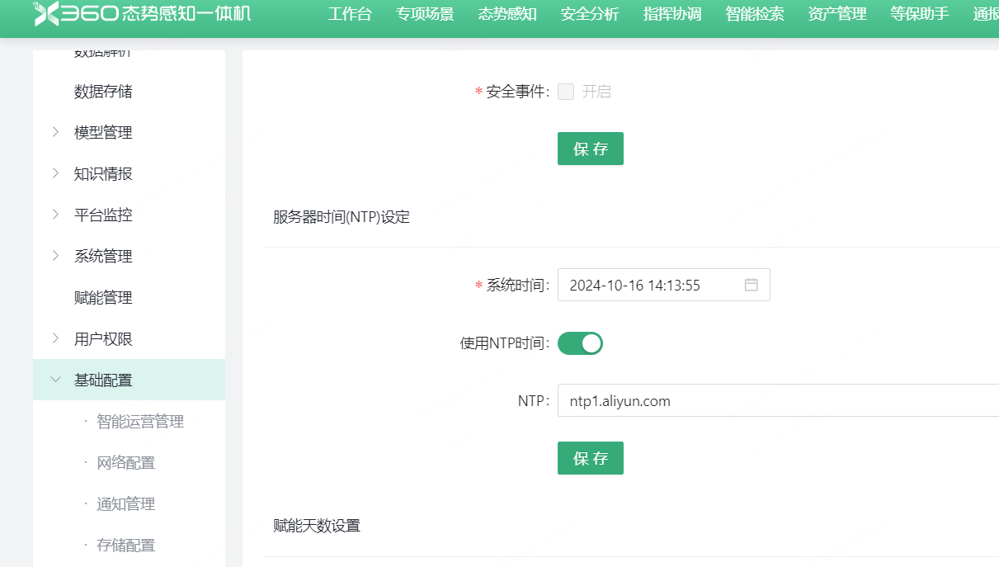 360态势感知一体机
工作台 专项场景 态势感知 安全分析 指挥协调 智能检索 资产管理 等保助手 通报
数据解析
数据存储
模型管理
知识情报
平台监控
系统管理
赋能管理
用户权限
基础配置
· 智能运营管理
· 网络配置
· 通知管理
· 存储配置
* 安全事件: 开启
保 存
服务器时间(NTP)设定
* 系统时间: 2024-10-16 14:13:55
使用NTP时间:
NTP: ntp1.aliyun.com
保 存
赋能天数设置